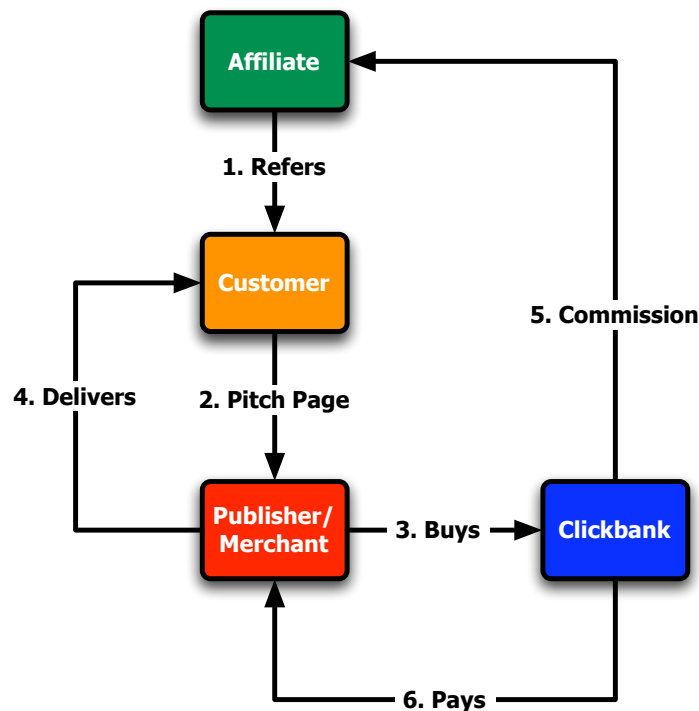 Affiliate
1. Refers
Customer
5. Commission
4. Delivers
2. Pitch Page
Publisher/
Merchant
3. Buys
Clickbank
6. Pays